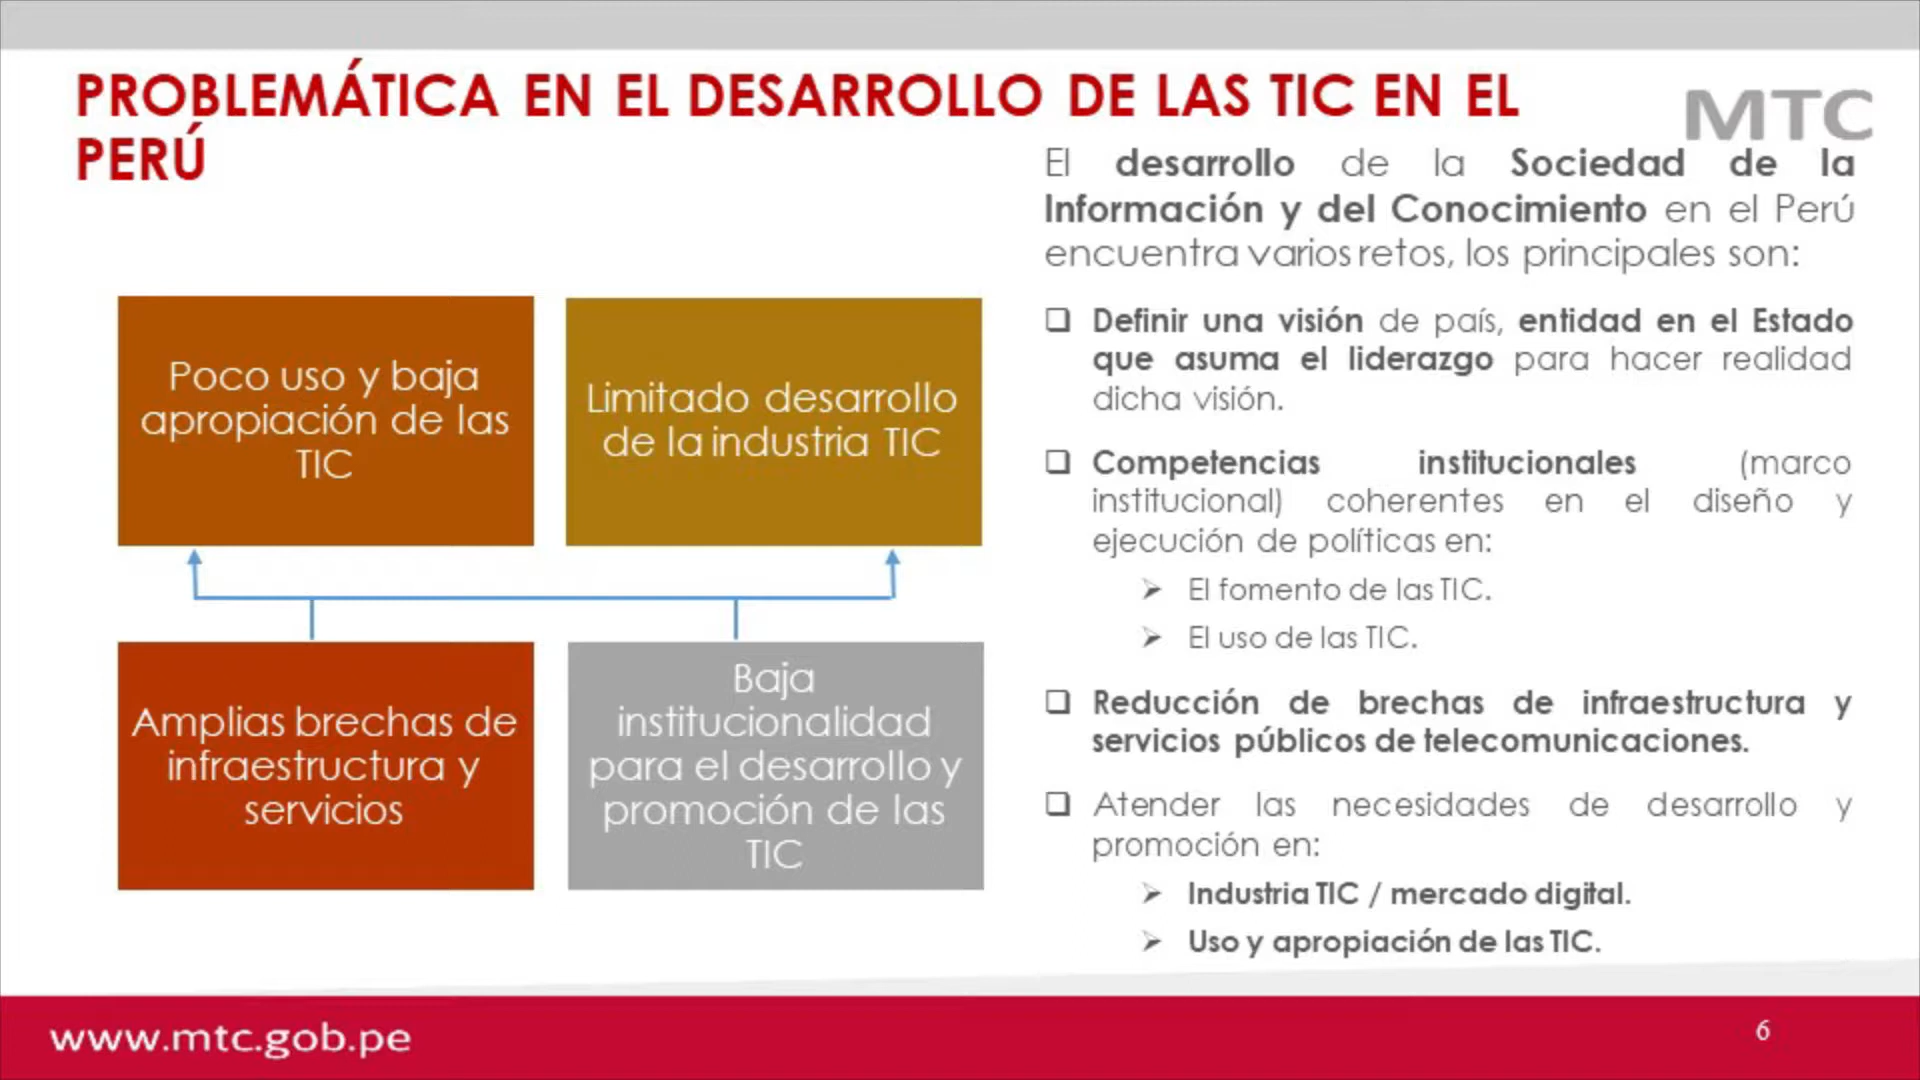 PROBLEMÁTICA EN EL DESARROLLO DE LAS TIC EN EL
PERÚ
MTC
Poco uso y baja
apropiación de las
TIC
Limitado desarrollo
de la industria TIC
Amplias brechas de
infraestructura y
servicios
Baja
institucionalidad
para el desarrollo y
promoción de las
TIC
El desarrollo de la Sociedad de la
Información y del Conocimiento en el Perú
encuentra varios retos, los principales son:
❑ Definir una visión de país, entidad en el Estado
que asuma el liderazgo para hacer realidad
dicha visión.
❑ Competencias institucionales (marco
institucional) coherentes en el diseño y
ejecución de políticas en:
➢ El fomento de las TIC.
➢ El uso de las TIC.
❑ Reducción de brechas de infraestructura y
servicios públicos de telecomunicaciones.
❑ Atender las necesidades de desarrollo y
promoción en:
➢ Industria TIC / mercado digital.
➢ Uso y apropiación de las TIC.
www.mtc.gob.pe
6